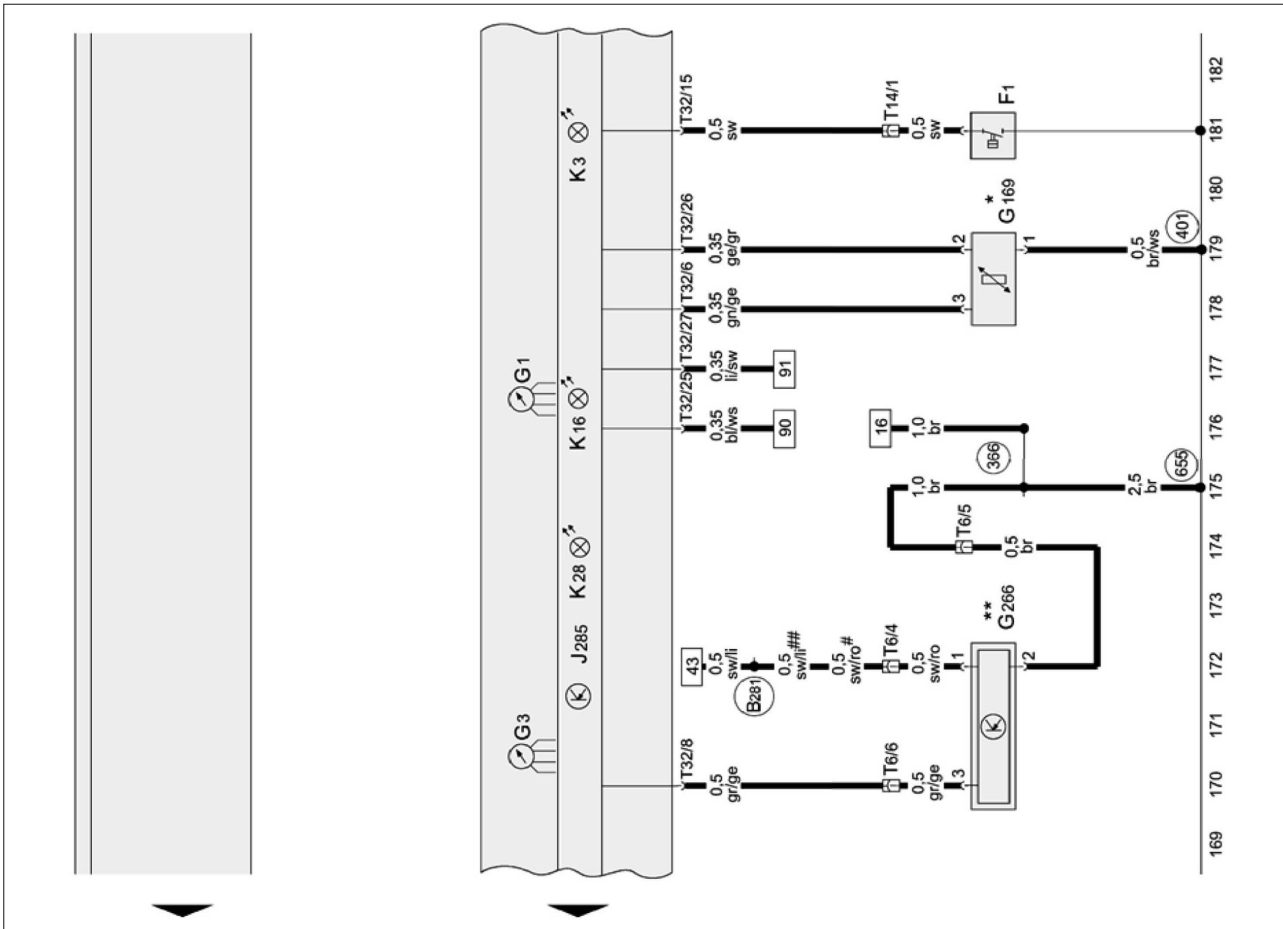 K3
G1
K16
K28
J285
G3
T32/15
0,5
sw
T14/1
0,5
sw
F1
T32/26
0,35
ge/gr
2
*
G169
1
0,5
br/ws
401
T32/6
0,35
gn/ge
3
T32/27
0,35
li/sw
91
T32/25
0,35
bl/ws
90
16
1,0
br
366
1,0
br
2,5
br
655
T6/5
0,5
br
**
G266
43
0,5
sw/li
B281
0,5
sw/li##
0,5
sw/ro#
T6/4
0,5
sw/ro
1
2
T32/8
0,5
gr/ge
T6/6
0,5
gr/ge
3
169
170
171
172
173
174
175
176
177
178
179
180
181
182